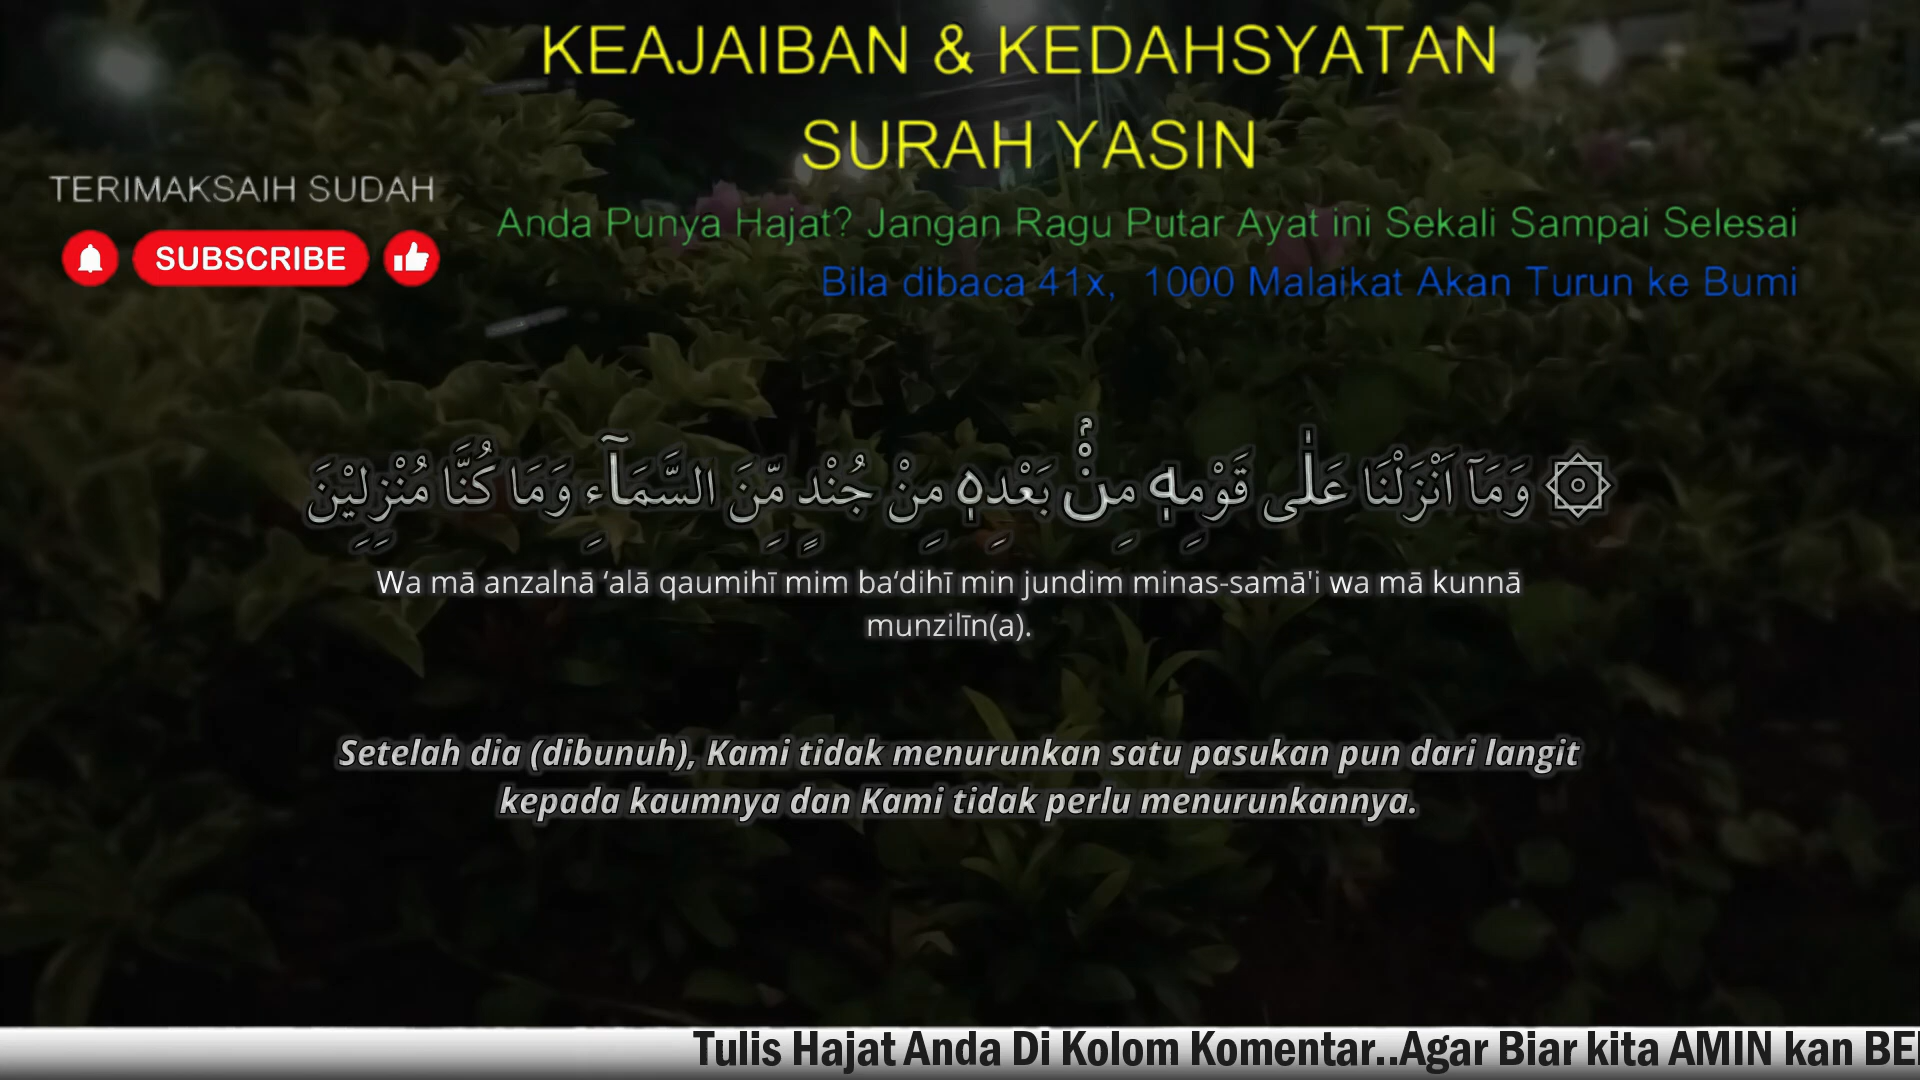 KEAJAIBAN & KEDAHSYATAN
SURAH YASIN
TERIMAKSAIH SUDAH
SUBSCRIBE
Anda Punya Hajat? Jangan Ragu Putar Ayat ini Sekali Sampai Selesai
Bila dibaca 41x, 1000 Malaikat Akan Turun ke Bumi
۞ وَمَآ اَنْزَلْنَا عَلٰى قَوْمِهٖ مِنْۢ بَعْدِهٖ مِنْ جُنْدٍ مِّنَ السَّمَاۤءِ وَمَا كُنَّا مُنْزِلِيْنَ
Wa mā anzalnā ‘alā qaumihī mim ba‘dihī min jundim minas-samā'i wa mā kunnā
munzilīn(a).
Setelah dia (dibunuh), Kami tidak menurunkan satu pasukan pun dari langit
kepada kaumnya dan Kami tidak perlu menurunkannya.
Tulis Hajat Anda Di Kolom Komentar..Agar Biar kita AMIN kan